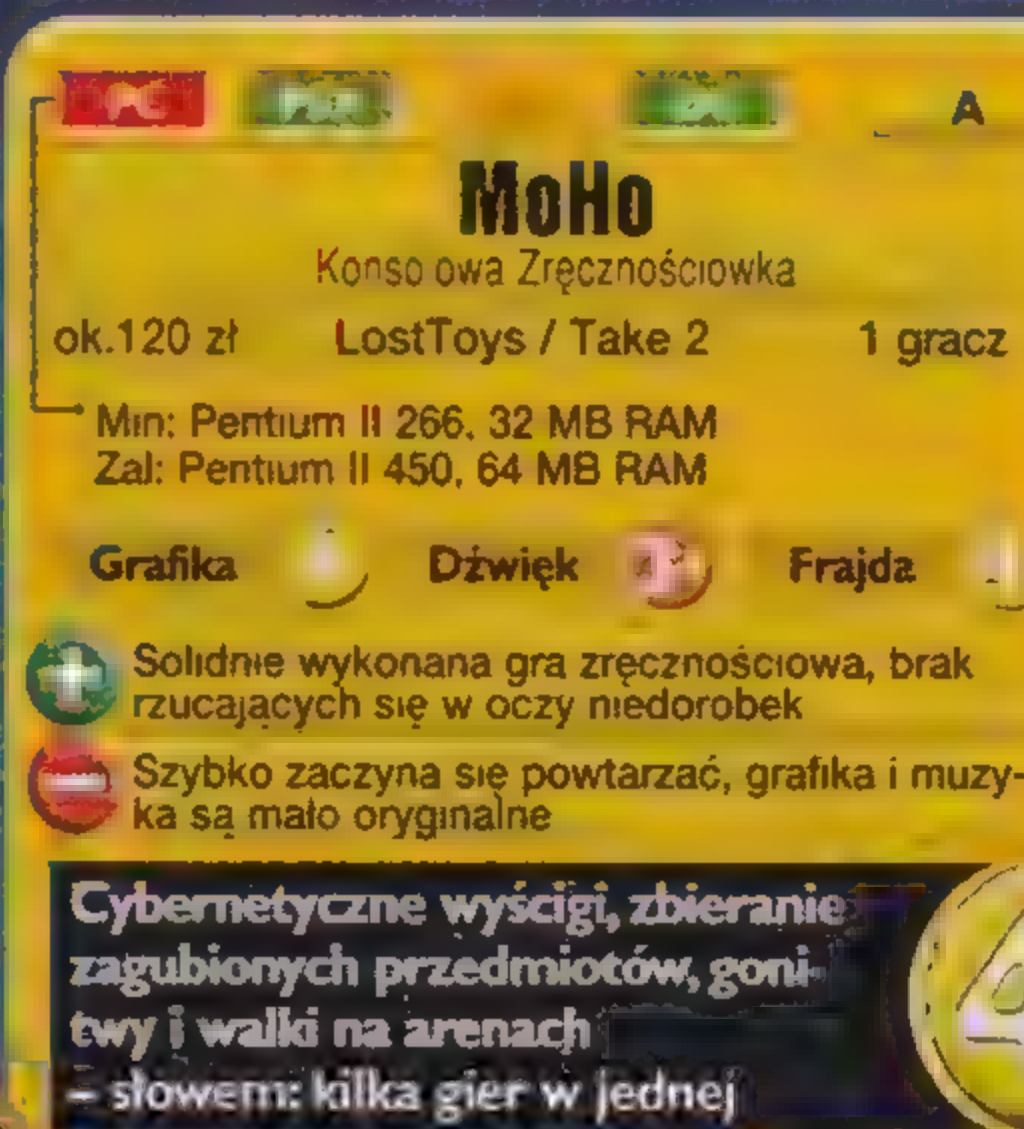 A
MoHo
Konsolowa Zręcznościowka
ok.120 zł LostToys / Take 2 1 gracz
Min: Pentium II 266, 32 MB RAM
Zal: Pentium II 450, 64 MB RAM
Grafika Dźwięk Frajda
Solidnie wykonana gra zręcznościowa, brak
rzucających się w oczy niedorobek
Szybko zaczyna się powtarzać, grafika i muzy-
ka są mało oryginalne
Cybernetyczne wyścigi, zbieranie
zagubionych przedmiotów, goni-
twy i walki na arenach
– słowem: kilka gier w jednej